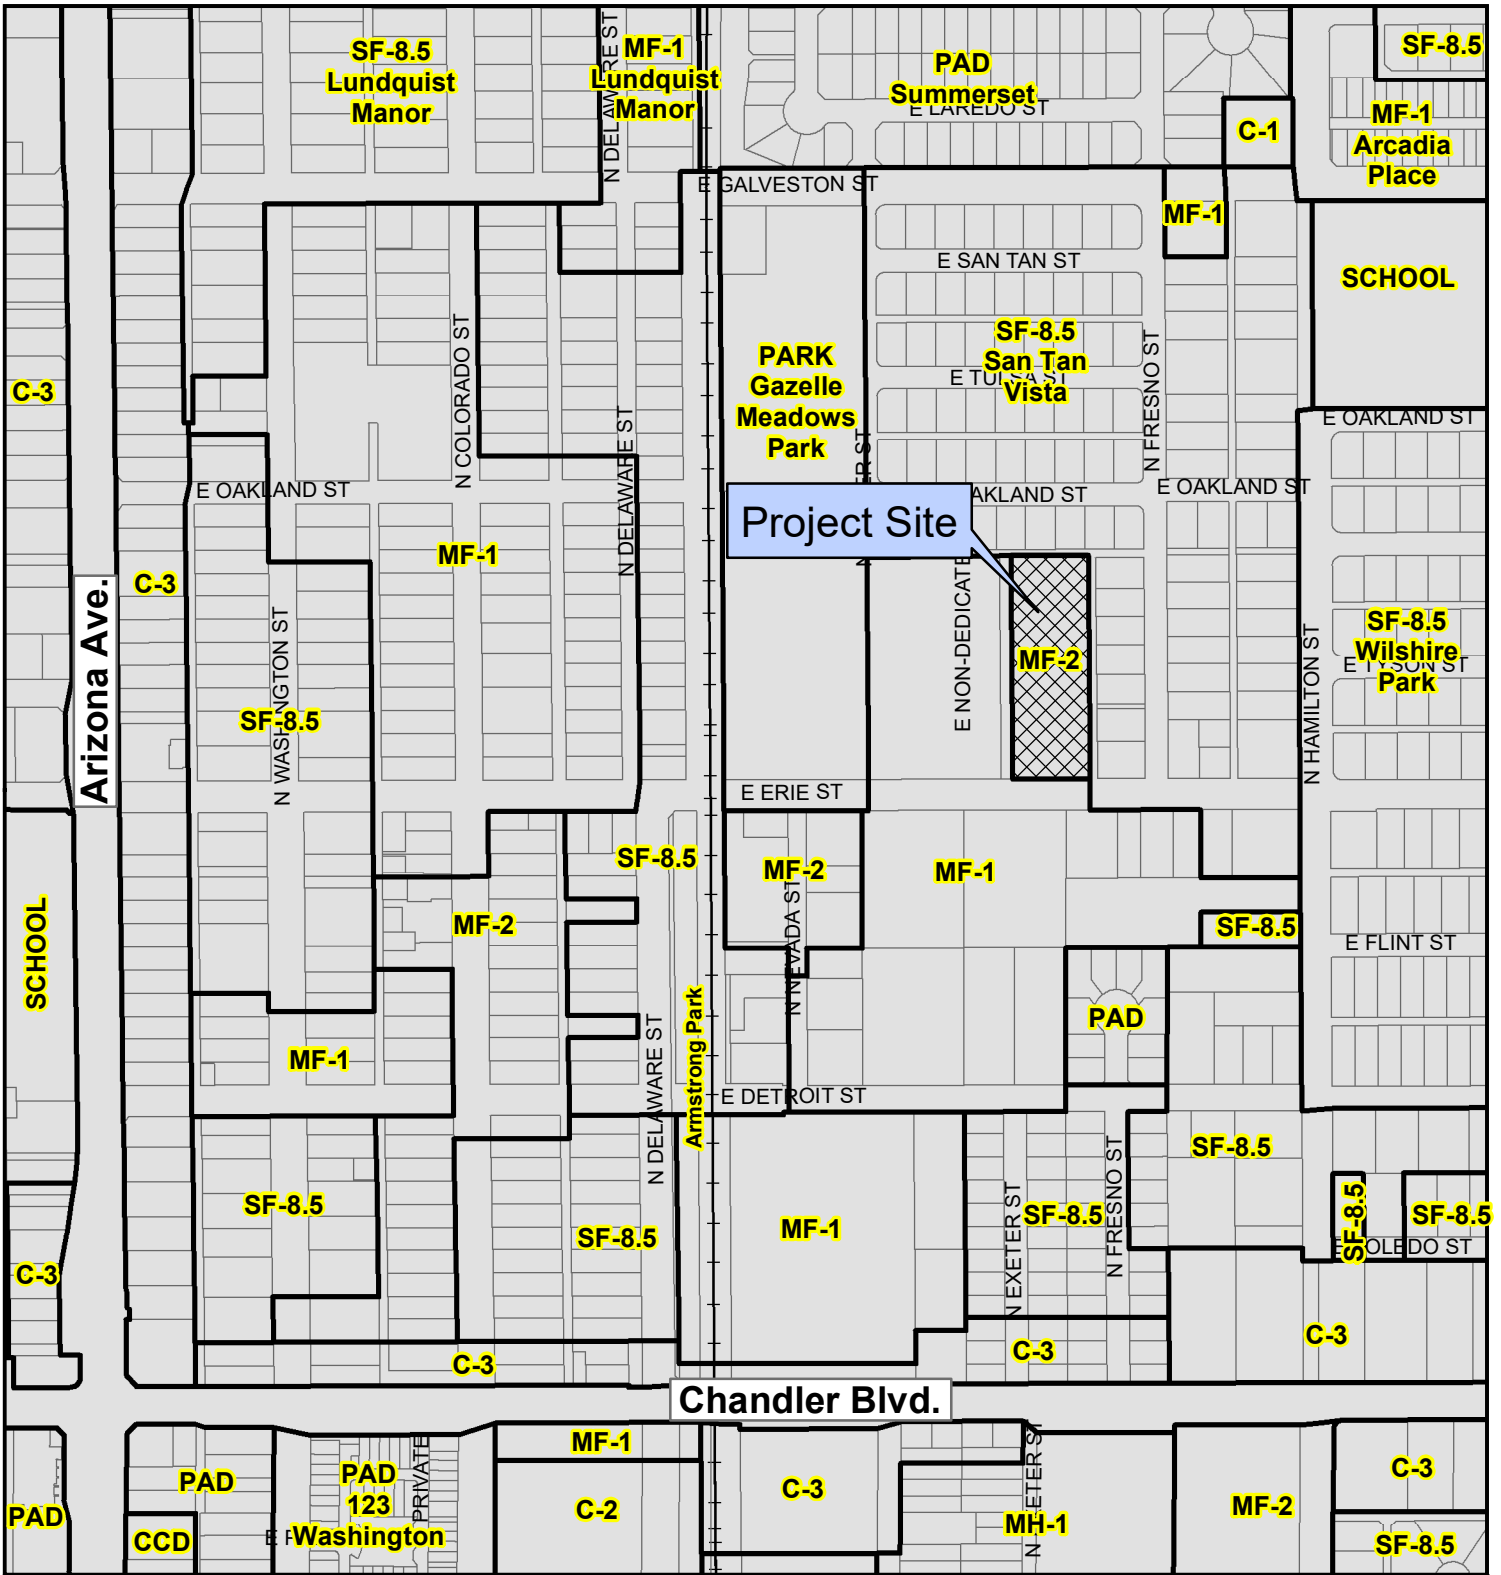 SF-8.5
Lundquist
Manor
N DELAWARE ST
MF-1
Lundquist
Manor
PAD
Summerset
E LAREDO ST
SF-8.5
C-1
MF-1
Arcadia
Place
E GALVESTON ST
MF-1
E SAN TAN ST
SCHOOL
C-3
N COLORADO ST
PARK
Gazelle
Meadows
Park
SF-8.5
San Tan
Vista
E TULSA ST
N FRESNO ST
E OAKLAND ST
N DELAWARE ST
ER ST
E OAKLAND ST
AKLAND ST
E OAKLAND ST
Project Site
MF-1
C-3
Arizona Ave.
N WASHINGTON ST
SF-8.5
E NON-DEDICATE
MF-2
N HAMILTON ST
SF-8.5
Wilshire
Park
E TYSON ST
E ERIE ST
SF-8.5
MF-2
MF-1
N NEVADA ST
SCHOOL
MF-2
SF-8.5
E FLINT ST
PAD
MF-1
N DELAWARE ST
Armstrong Park
E DETROIT ST
SF-8.5
SF-8.5
MF-1
N EXETER ST
SF-8.5
N FRESNO ST
SF-8.5
SF-8.5
SF-8.5
OLEDO ST
C-3
C-3
C-3
C-3
Chandler Blvd.
MF-1
PAD
PAD
CCD
PAD
123
Washington
PRIVATE
C-2
C-3
MH-1
N EXETER ST
MF-2
C-3
SF-8.5